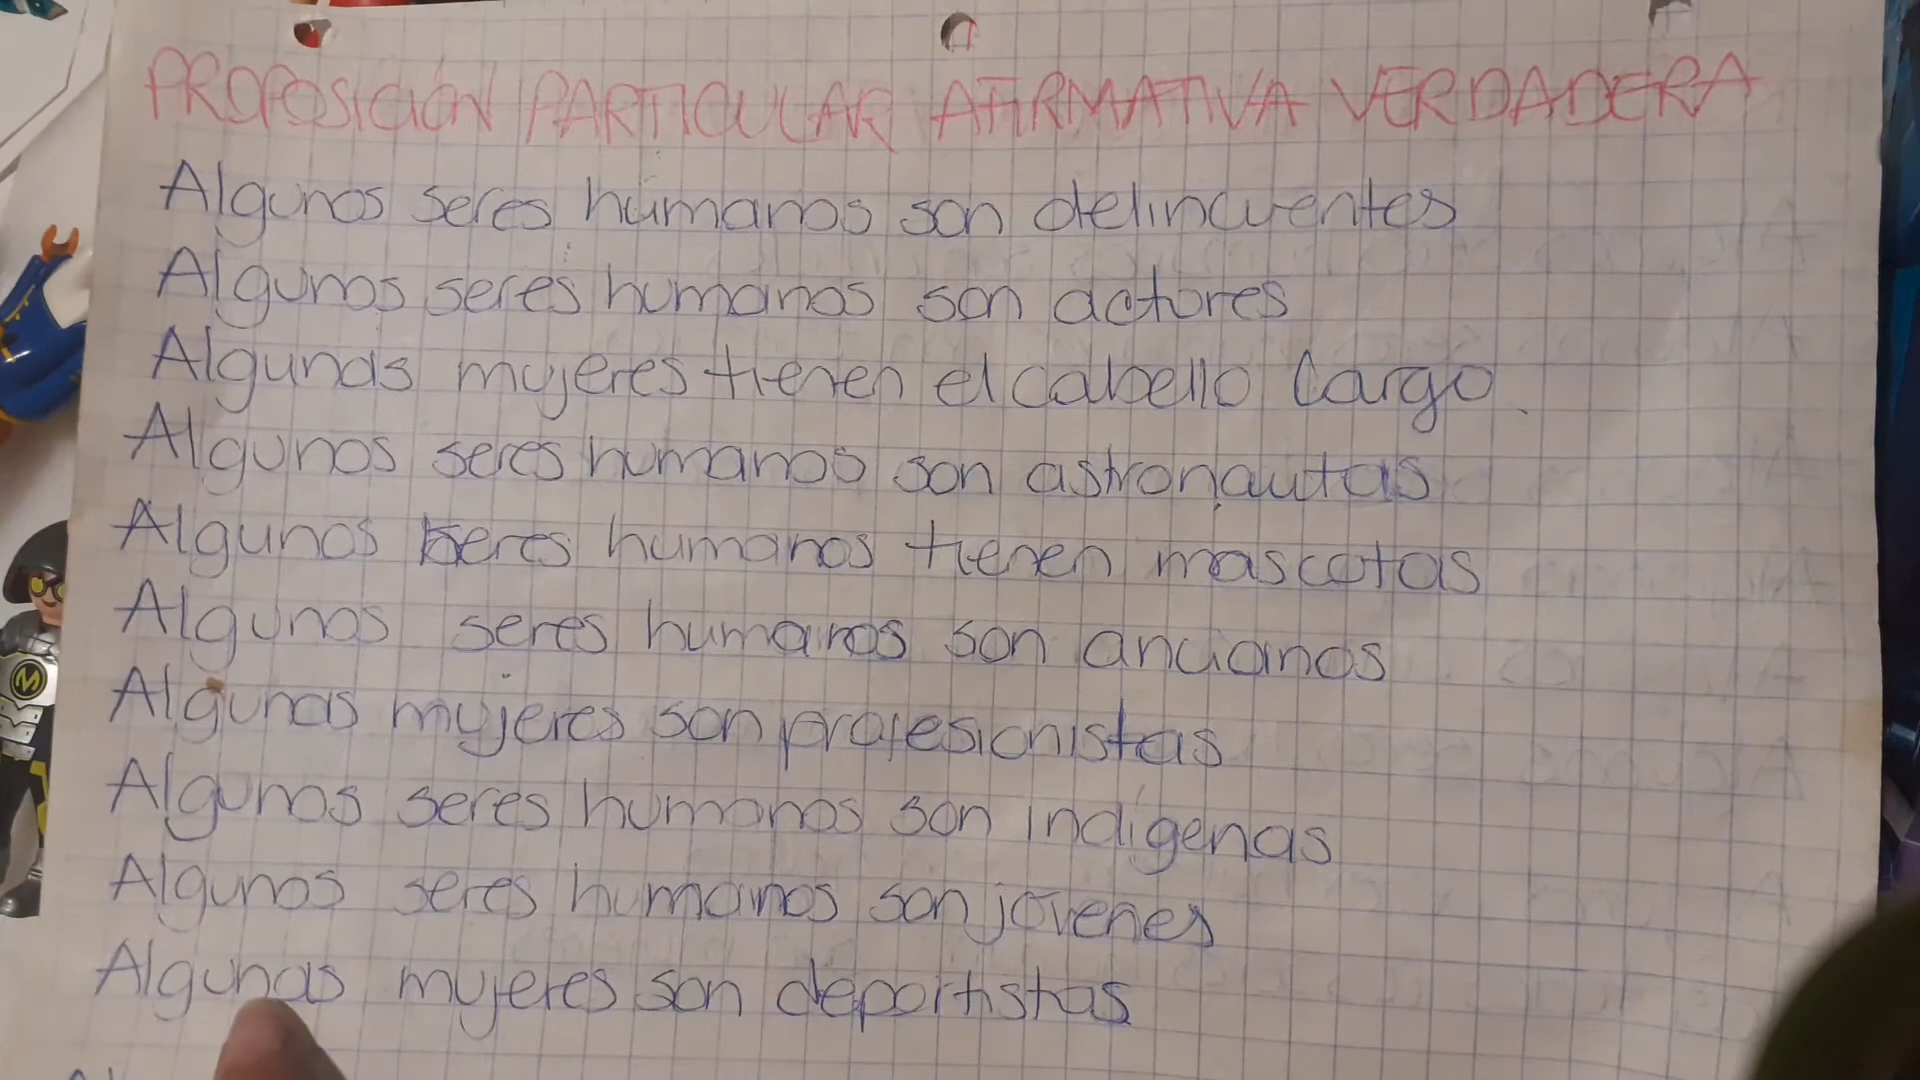 PROPOSICIÓN PARTICULAR AFIRMATIVA VERDADERA
Algunos seres humanos son delincuentes
Algunos seres humanos son actores
Algunas mujeres tienen el cabello largo.
Algunos seres humanos son astronautas
Algunos seres humanos tienen mascotas
Algunos seres humanos son ancianos
Algunas mujeres son profesionistas
Algunos seres humanos son indígenas
Algunos seres humanos son jóvenes
Algunas mujeres son deportistas